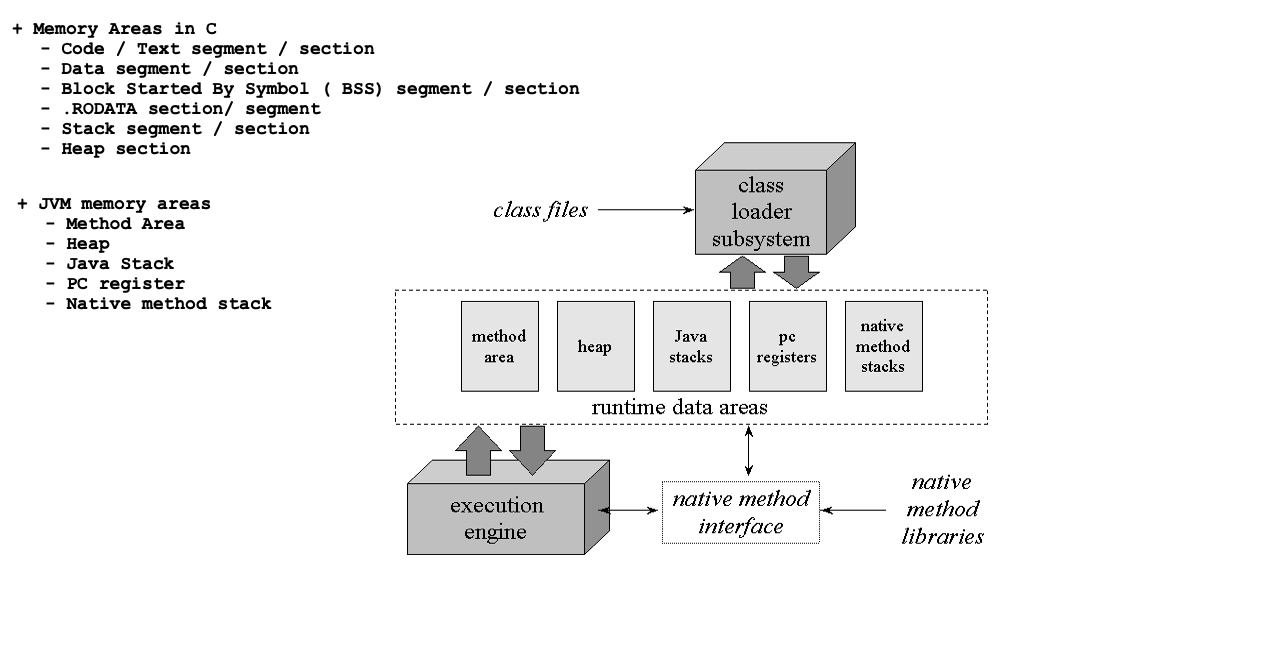 + Memory Areas in C
- Code / Text segment / section
- Data segment / section
- Block Started By Symbol ( BSS) segment / section
- .RODATA section/ segment
- Stack segment / section
- Heap section
+ JVM memory areas
- Method Area
- Heap
- Java Stack
- PC register
- Native method stack
class files
class
loader
subsystem
method
area
heap
Java
stacks
pc
registers
native
method
stacks
runtime data areas
execution
engine
native method
interface
native
method
libraries